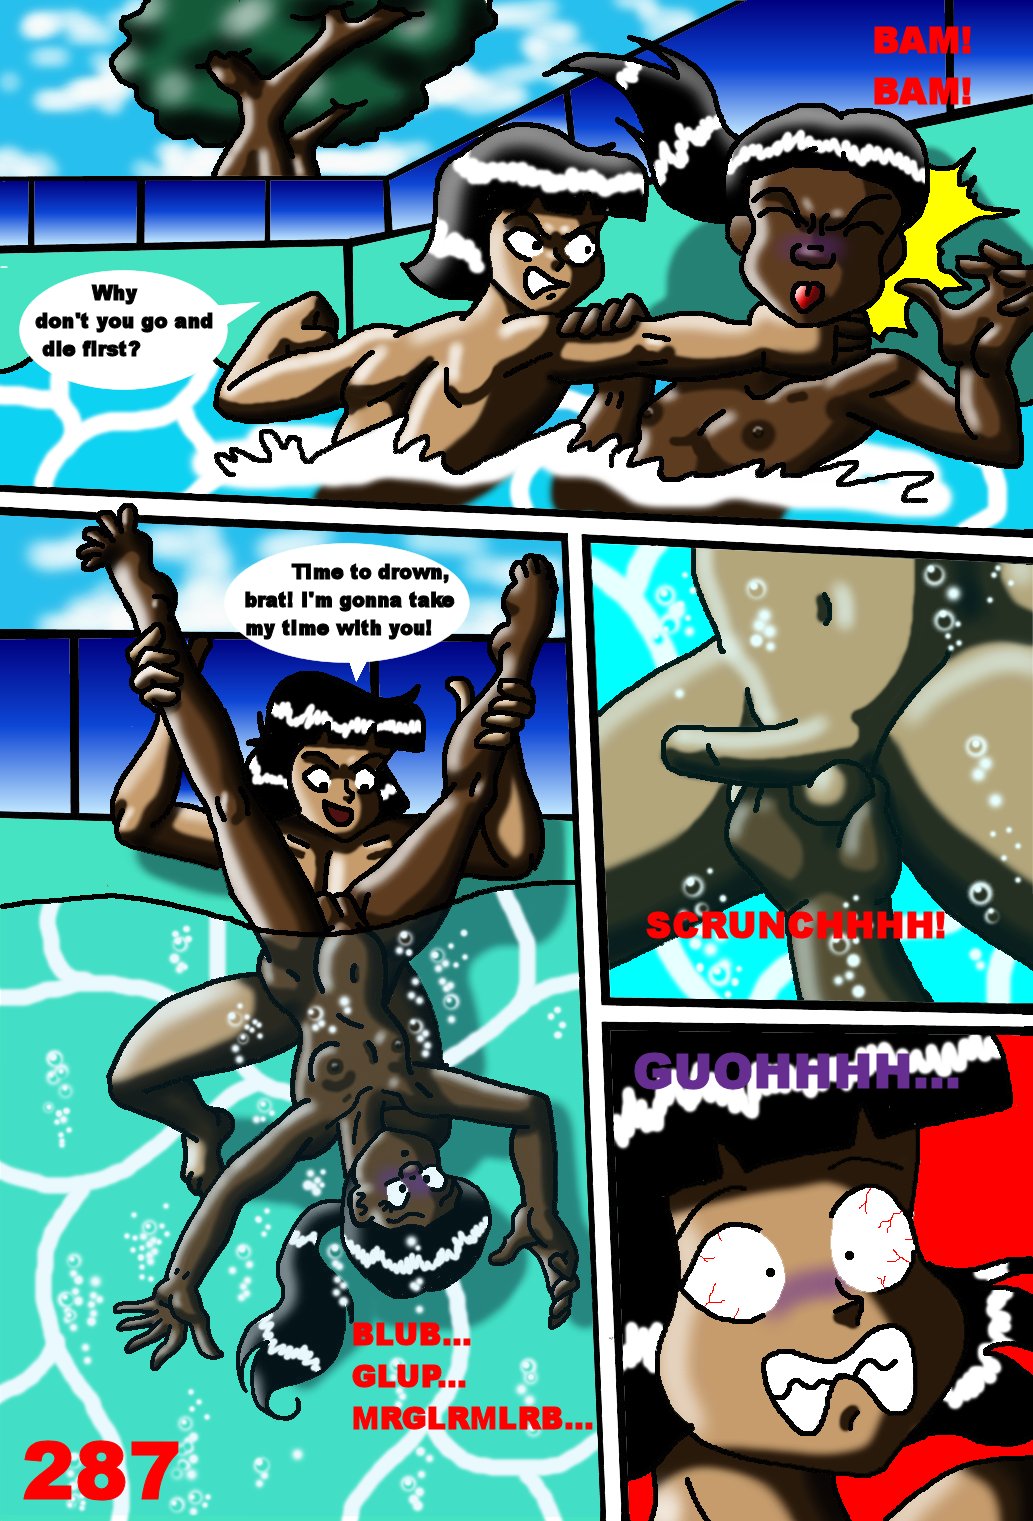 BAM!
BAM!
Why
don't you go and
die first?
Time to drown,
brat! I'm gonna take
my time with you!
SCRUNCHHHH!
GUOHHHH...
BLUB...
GLUP...
MRGLRMLRB...
287